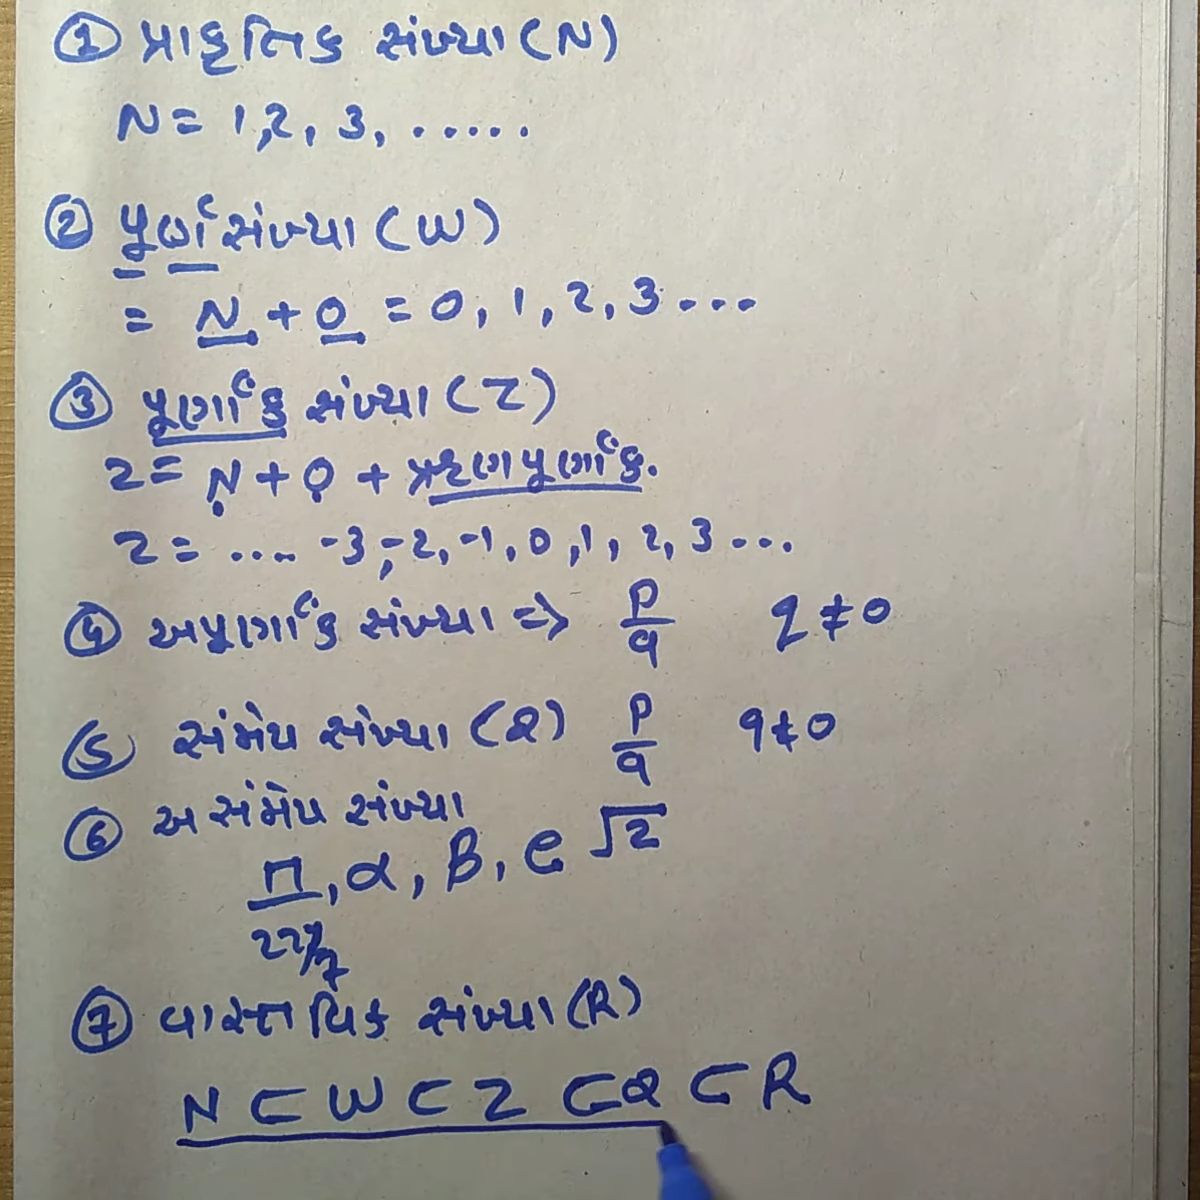 ① પ્રાકૃતિક સંખ્યા (N)
N = 1, 2, 3, ......
② પૂર્ણ સંખ્યા (W)
= N + 0 = 0, 1, 2, 3 ...
③ પૂર્ણાંક સંખ્યા (Z)
Z = N + 0 + ઋણપૂર્ણાંક.
Z = .... -3, -2, -1, 0, 1, 2, 3 ...
④ અપૂર્ણાંક સંખ્યા => p/q q ≠ 0
⑤ સંમેય સંખ્યા (Q) p/q q ≠ 0
⑥ અસંમેય સંખ્યા
π, α, β, e √2
22/7
⑦ વાસ્તવિક સંખ્યા (R)
N ⊂ W ⊂ Z ⊂ Q ⊂ R